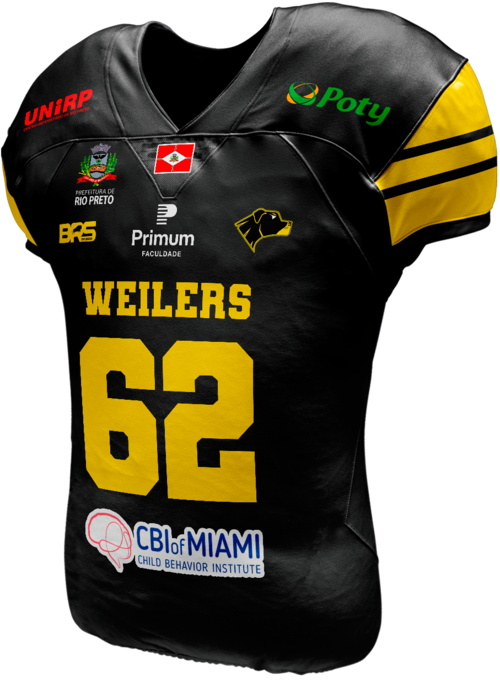 UNIRP
Poty
PREFEITURA DE
RIO PRETO
BRS
Primum
FACULDADE
WEILERS
62
CBIofMIAMI
CHILD BEHAVIOR INSTITUTE